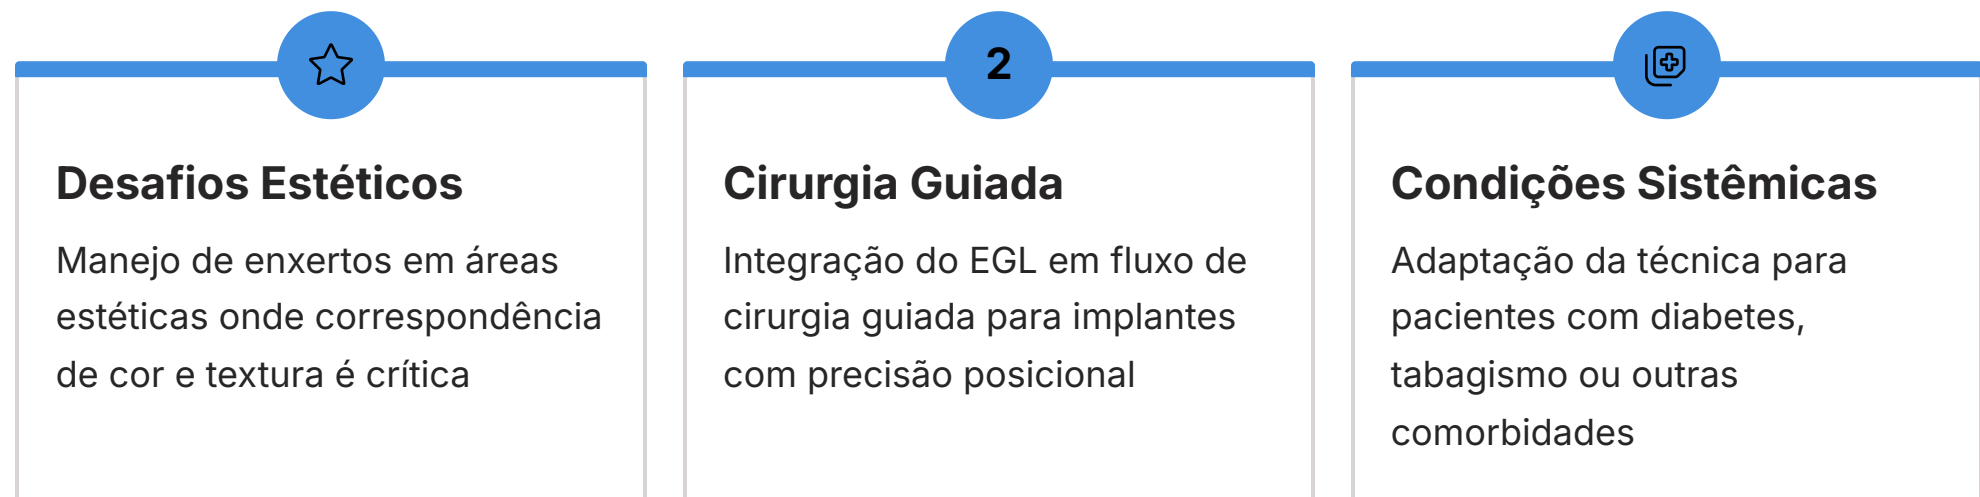 Desafios Estéticos
Manejo de enxertos em áreas
estéticas onde correspondência
de cor e textura é crítica
2
Cirurgia Guiada
Integração do EGL em fluxo de
cirurgia guiada para implantes
com precisão posicional
Condições Sistêmicas
Adaptação da técnica para
pacientes com diabetes,
tabagismo ou outras
comorbidades